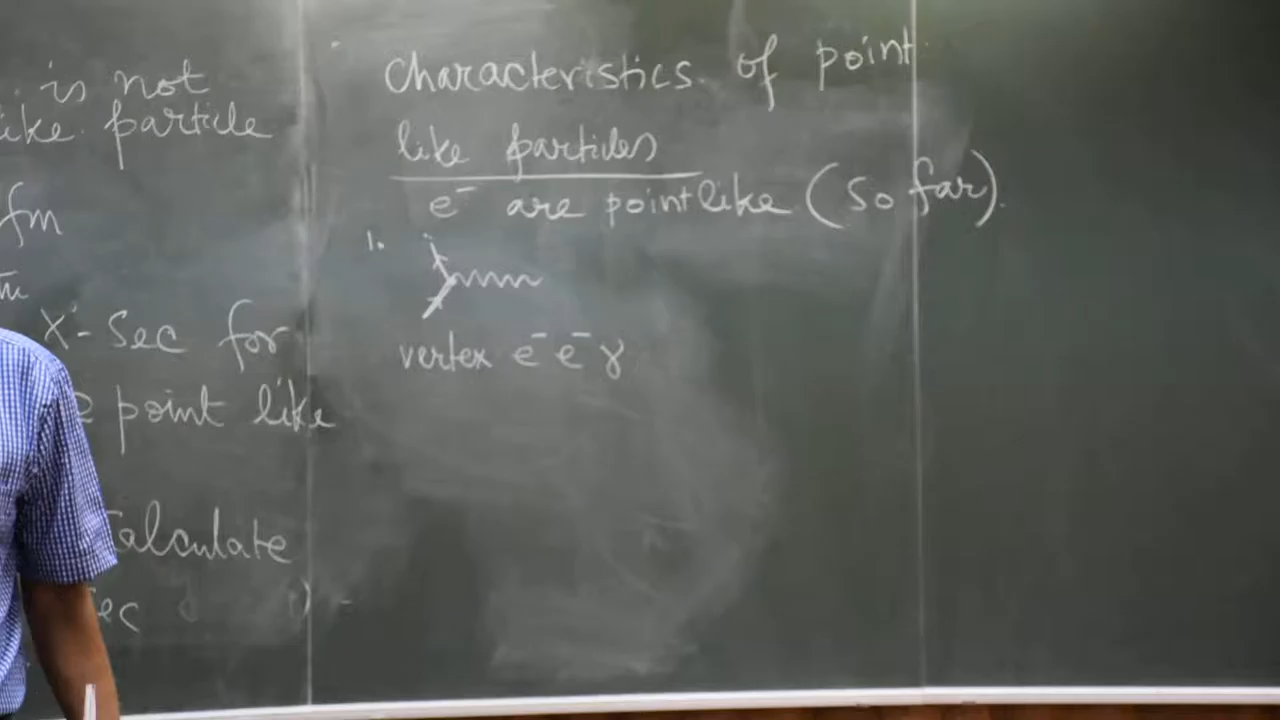 is not
like particle
fm
X-Sec for
point like
Calculate
Sec
characteristics of point
like particles
e⁻ are pointlike (so far).
1.
vertex e⁻ e⁻ γ